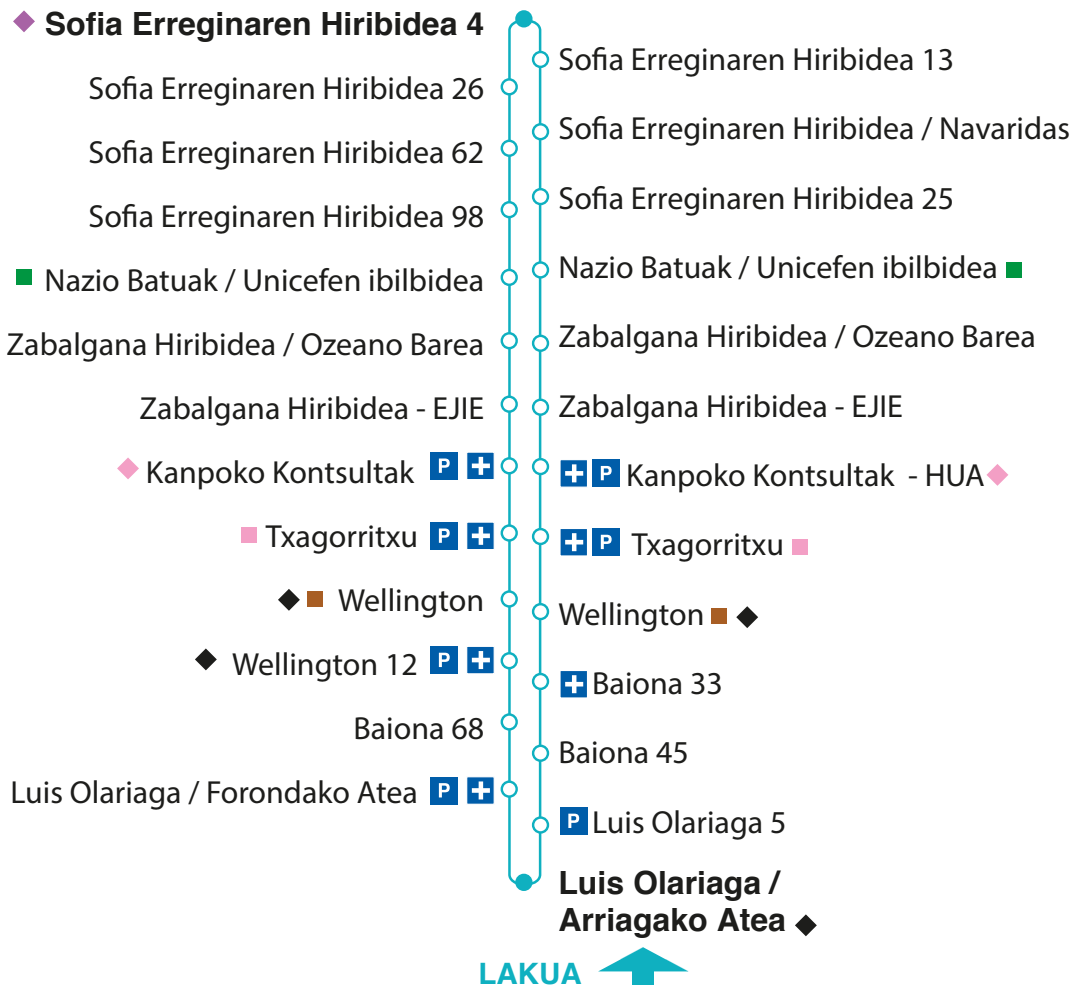 Sofia Erreginaren Hiribidea 4
Sofia Erreginaren Hiribidea 26
Sofia Erreginaren Hiribidea 62
Sofia Erreginaren Hiribidea 98
Nazio Batuak / Unicefen ibilbidea
Zabalgana Hiribidea / Ozeano Barea
Zabalgana Hiribidea - EJIE
Kanpoko Kontsultak P
Txagorritxu P
Wellington
Wellington 12 P
Baiona 68
Luis Olariaga / Forondako Atea P
Sofia Erreginaren Hiribidea 13
Sofia Erreginaren Hiribidea / Navaridas
Sofia Erreginaren Hiribidea 25
Nazio Batuak / Unicefen ibilbidea
Zabalgana Hiribidea / Ozeano Barea
Zabalgana Hiribidea - EJIE
P Kanpoko Kontsultak - HUA
P Txagorritxu
Wellington
Baiona 33
Baiona 45
P Luis Olariaga 5
Luis Olariaga /
Arriagako Atea
LAKUA